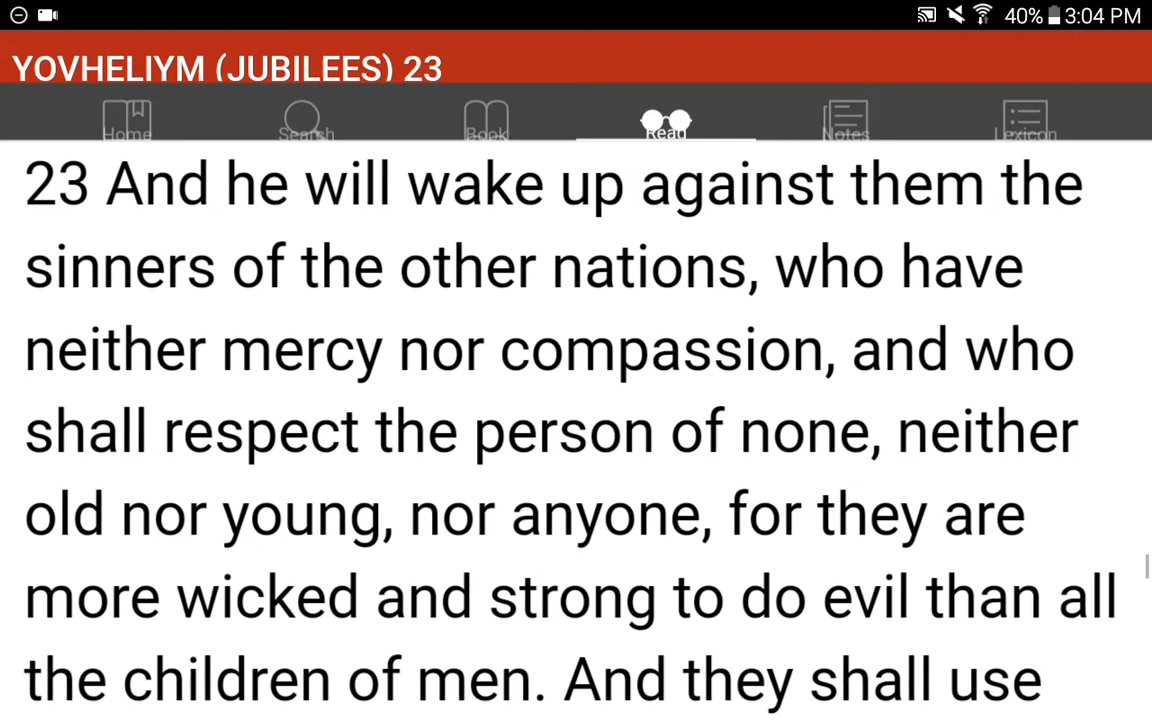 40% 3:04 PM
YOVHELIYM (JUBILEES) 23
Home Search Book Read Notes Lexicon
23 And he will wake up against them the
sinners of the other nations, who have
neither mercy nor compassion, and who
shall respect the person of none, neither
old nor young, nor anyone, for they are
more wicked and strong to do evil than all
the children of men. And they shall use